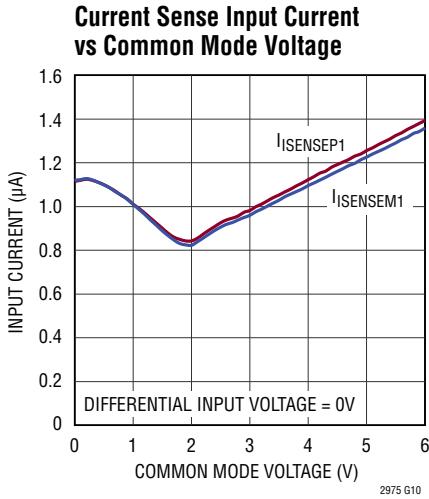 Current Sense Input Current
vs Common Mode Voltage
1.6
1.4
1.2
1.0
0.8
0.6
0.4
0.2
0
INPUT CURRENT (µA)
IISENSEP1
IISENSEM1
DIFFERENTIAL INPUT VOLTAGE = 0V
0 1 2 3 4 5 6
COMMON MODE VOLTAGE (V)
2975 G10